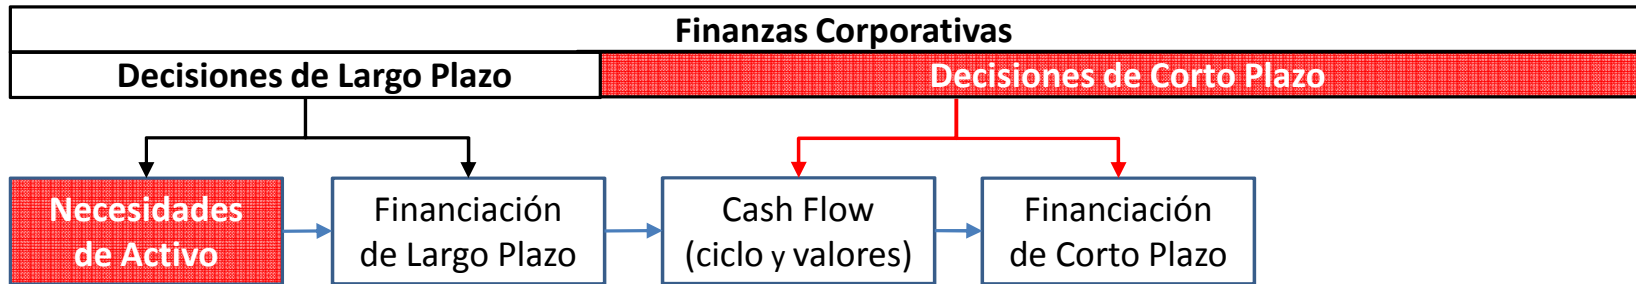 Finanzas Corporativas
Decisiones de Largo Plazo
Decisiones de Corto Plazo
Necesidades
de Activo
Financiación
de Largo Plazo
Cash Flow
(ciclo y valores)
Financiación
de Corto Plazo